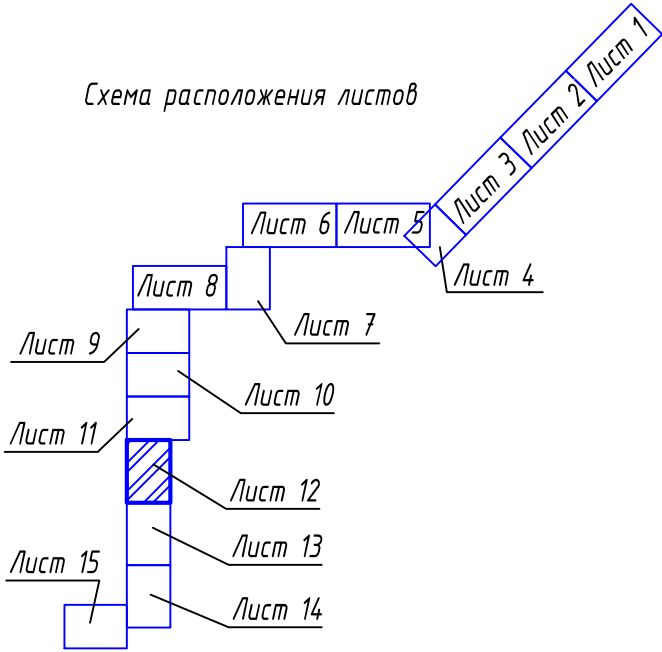 Схема расположения листов
Лист 1
Лист 2
Лист 3
Лист 4
Лист 5
Лист 6
Лист 7
Лист 8
Лист 9
Лист 10
Лист 11
Лист 12
Лист 13
Лист 14
Лист 15